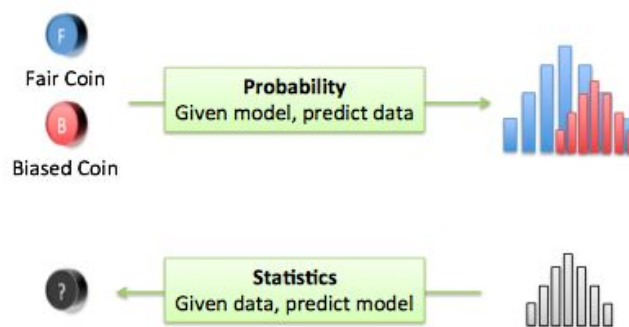 F
Fair Coin
B
Biased Coin
Probability
Given model, predict data
?
Statistics
Given data, predict model